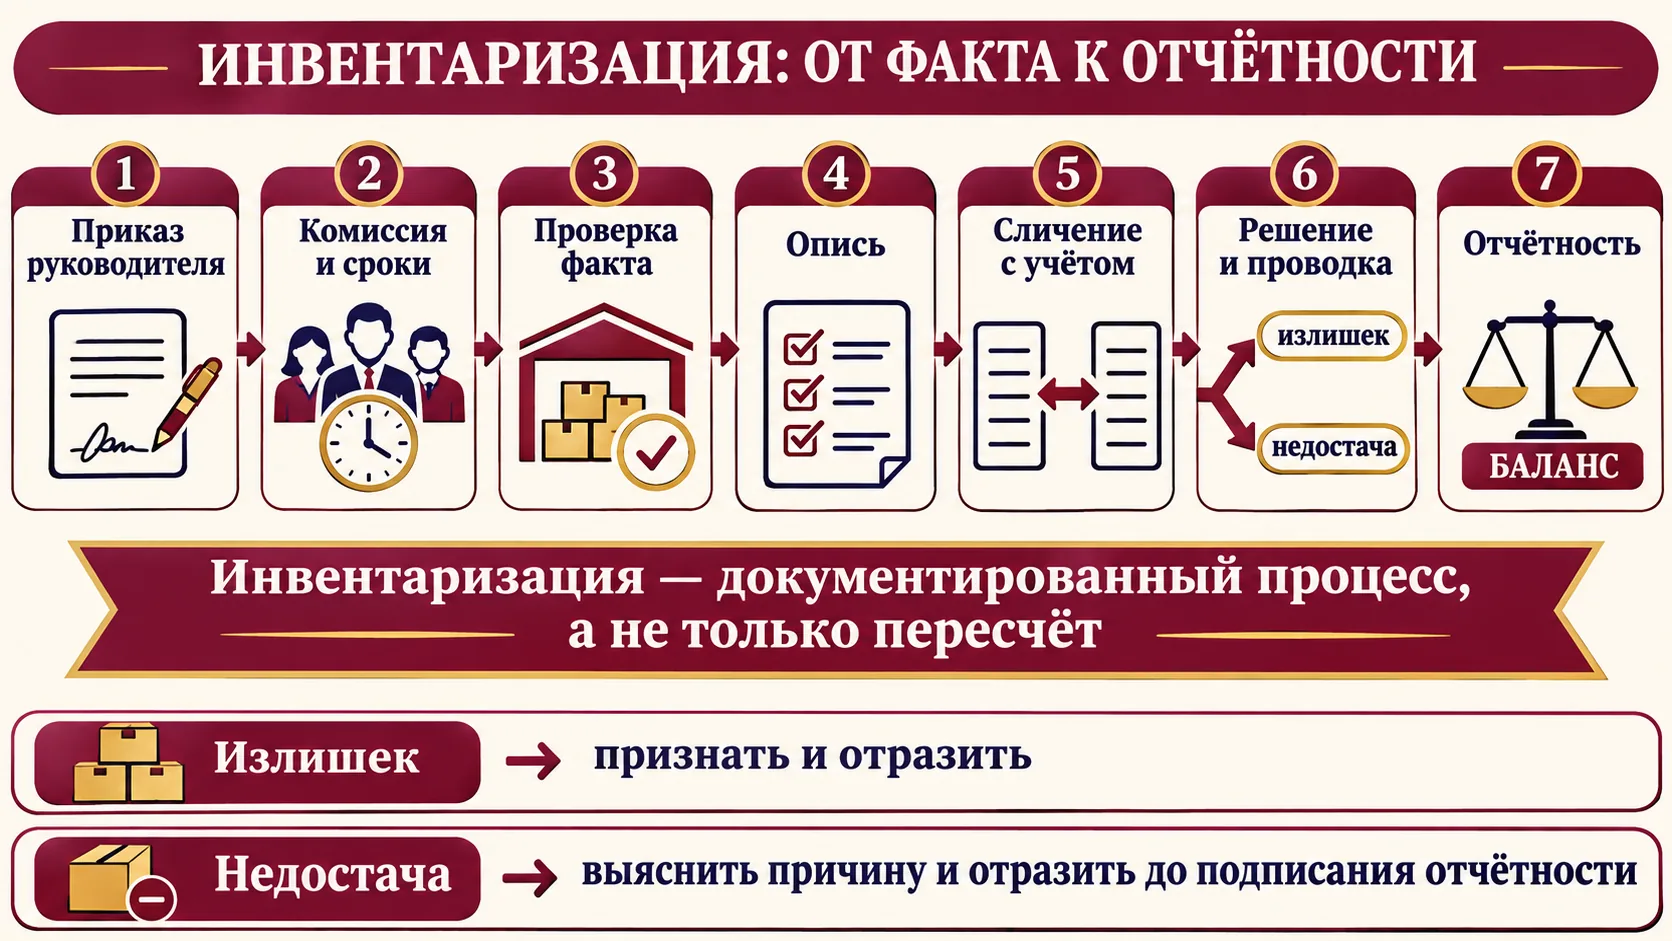 ИНВЕНТАРИЗАЦИЯ: ОТ ФАКТА К ОТЧЁТНОСТИ
1
Приказ
руководителя
2
Комиссия
и сроки
3
Проверка
факта
4
Опись
5
Сличение
с учётом
6
Решение
и проводка
излишек
недостача
7
Отчётность
БАЛАНС
Инвентаризация — документированный процесс,
а не только пересчёт
Излишек → признать и отразить
Недостача → выяснить причину и отразить до подписания отчётности